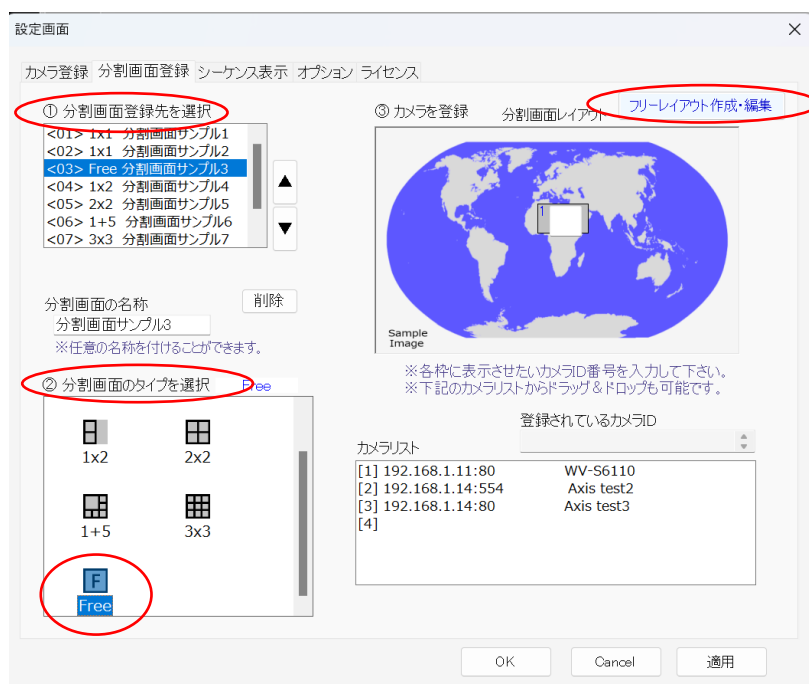 設定画面
カメラ登録 分割画面登録 シーケンス表示 オプション ライセンス
① 分割画面登録先を選択
<01> 1x1 分割画面サンプル1
<02> 1x1 分割画面サンプル2
<03> Free 分割画面サンプル3
<04> 1x2 分割画面サンプル4
<05> 2x2 分割画面サンプル5
<06> 1+5 分割画面サンプル6
<07> 3x3 分割画面サンプル7
▲
▼
分割画面の名称
削除
分割画面サンプル3
※任意の名称を付けることができます。
② 分割画面のタイプを選択 Free
1x2
2x2
1+5
3x3
F
Free
③ カメラを登録
分割画面レイアウト
フリーレイアウト作成・編集
1
Sample
Image
※各枠に表示させたいカメラID番号を入力して下さい。
※下記のカメラリストからドラッグ&ドロップも可能です。
登録されているカメラID
カメラリスト
[1] 192.168.1.11:80 WV-S6110
[2] 192.168.1.14:554 Axis test2
[3] 192.168.1.14:80 Axis test3
[4]
OK
Cancel
適用